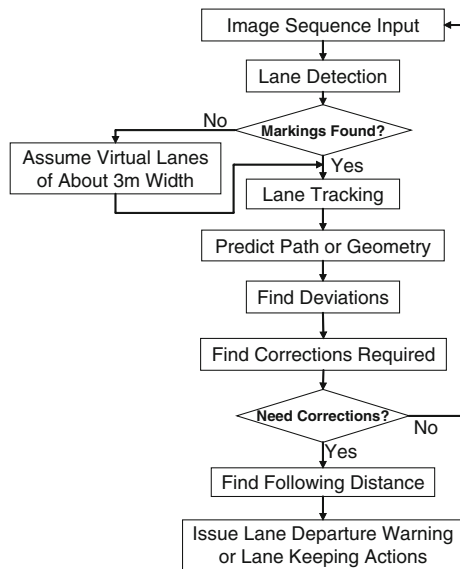 Image Sequence Input
Lane Detection
No
Markings Found?
Assume Virtual Lanes
of About 3m Width
Yes
Lane Tracking
Predict Path or Geometry
Find Deviations
Find Corrections Required
Need Corrections?
No
Yes
Find Following Distance
Issue Lane Departure Warning
or Lane Keeping Actions